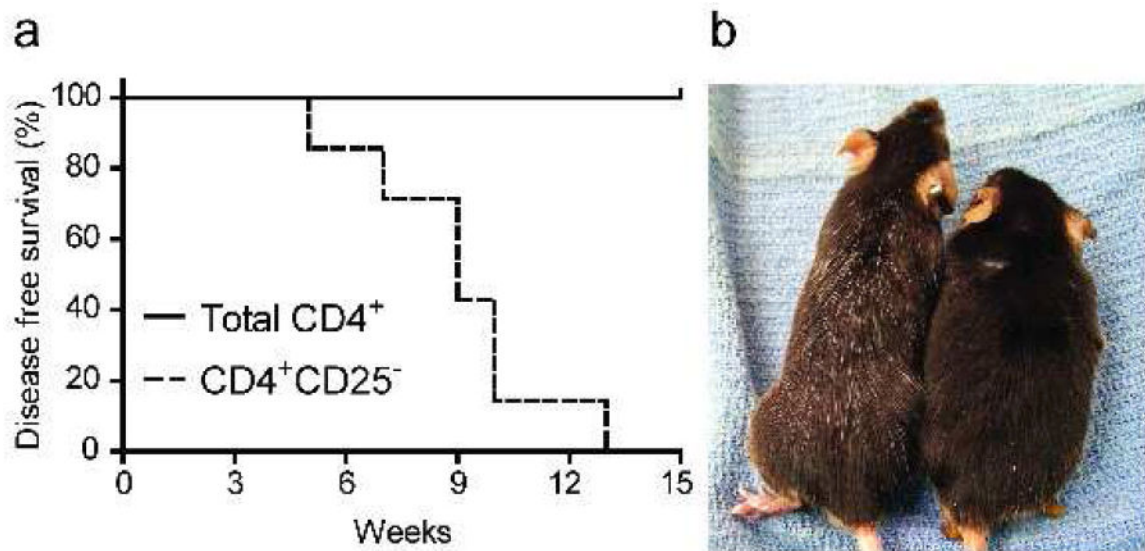 a
b
Disease free survival (%)
100
80
60
40
20
0
Total CD4⁺
CD4⁺CD25⁻
0 3 6 9 12 15
Weeks